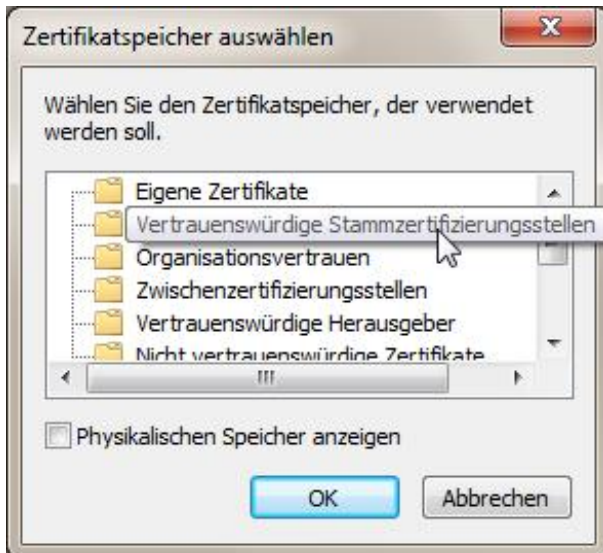 Zertifikatspeicher auswählen
Wählen Sie den Zertifikatspeicher, der verwendet
werden soll.
Eigene Zertifikate
Vertrauenswürdige Stammzertifizierungsstellen
Organisationsvertrauen
Zwischenzertifizierungsstellen
Vertrauenswürdige Herausgeber
Nicht vertrauenswürdige Zertifikate
Physikalischen Speicher anzeigen
OK
Abbrechen